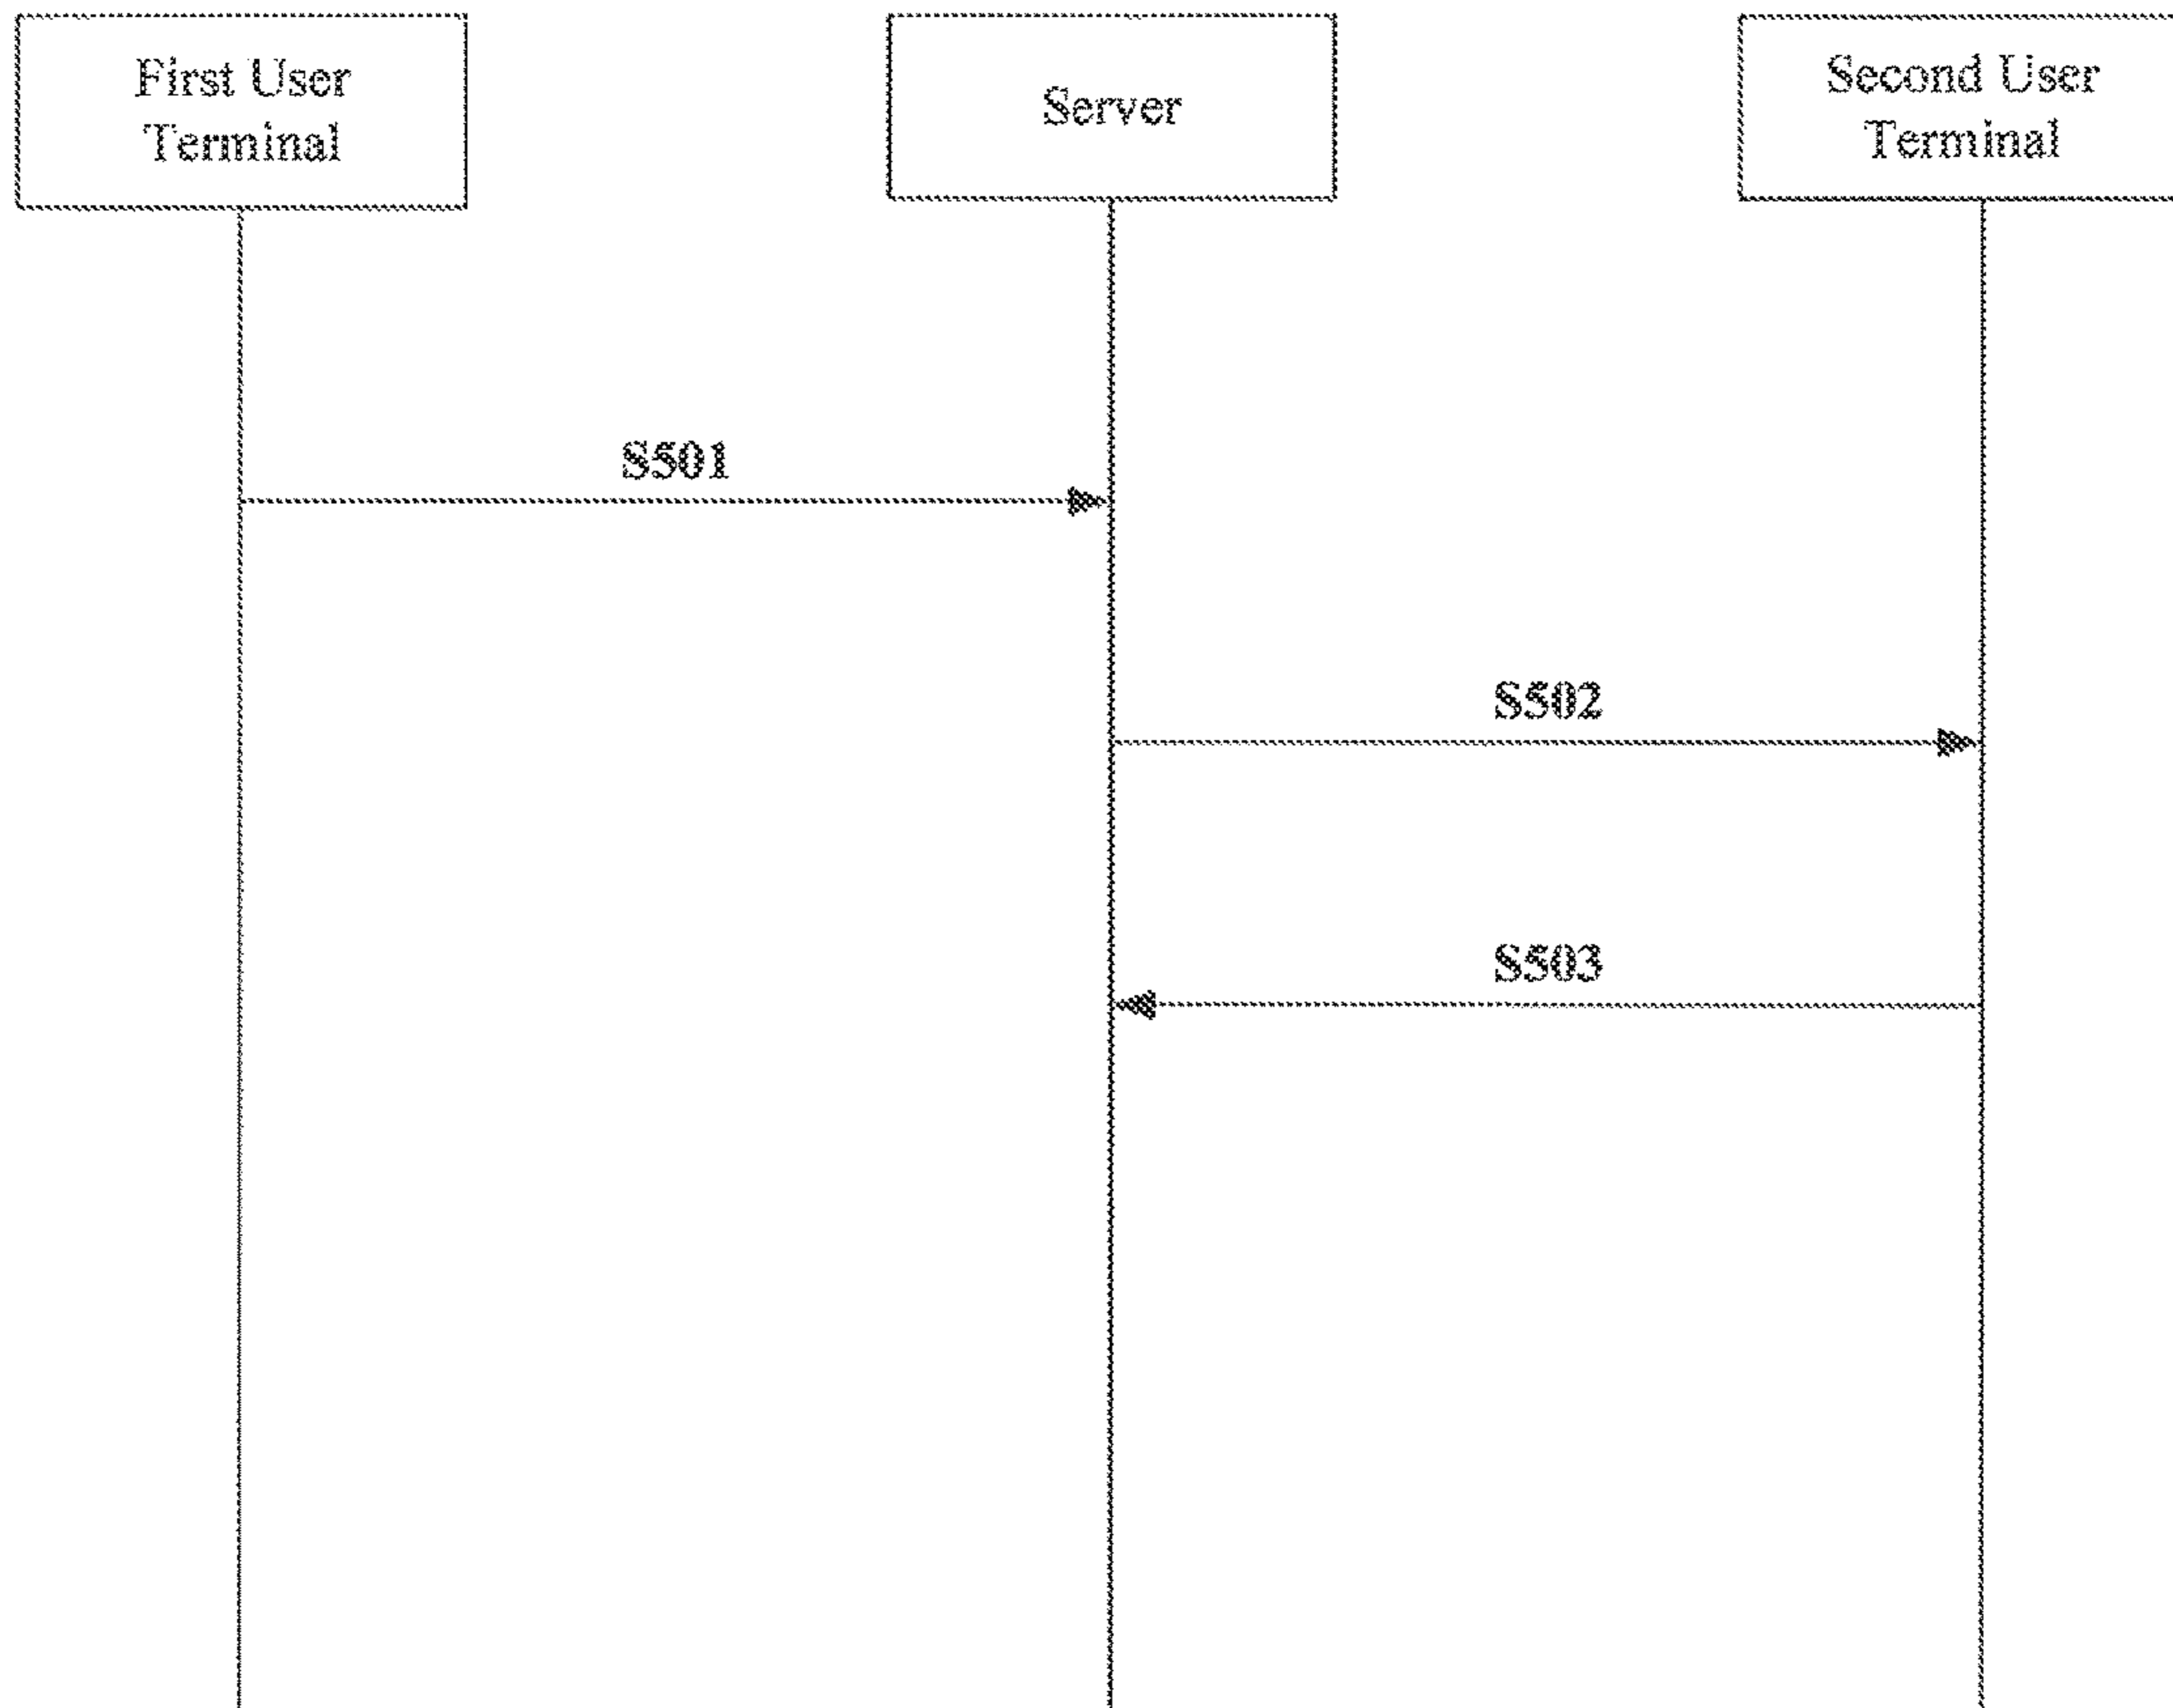 First User
Terminal
Server
Second User
Terminal
S501
S502
S503